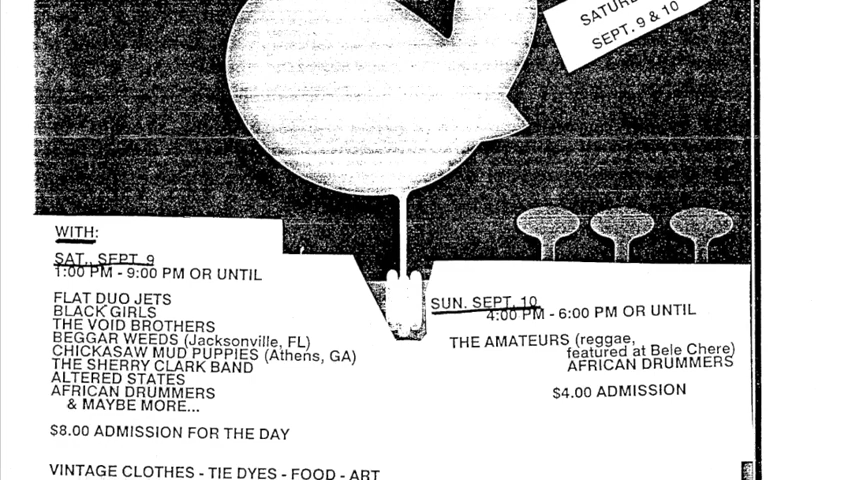 SATURD
SEPT. 9 & 10
WITH:
SAT., SEPT. 9
1:00 PM - 9:00 PM OR UNTIL
FLAT DUO JETS
BLACK GIRLS
THE VOID BROTHERS
BEGGAR WEEDS (Jacksonville, FL)
CHICKASAW MUD PUPPIES (Athens, GA)
THE SHERRY CLARK BAND
ALTERED STATES
AFRICAN DRUMMERS
& MAYBE MORE...
$8.00 ADMISSION FOR THE DAY
VINTAGE CLOTHES - TIE DYES - FOOD - ART
SUN. SEPT. 10
4:00 PM - 6:00 PM OR UNTIL
THE AMATEURS (reggae,
featured at Bele Chere)
AFRICAN DRUMMERS
$4.00 ADMISSION